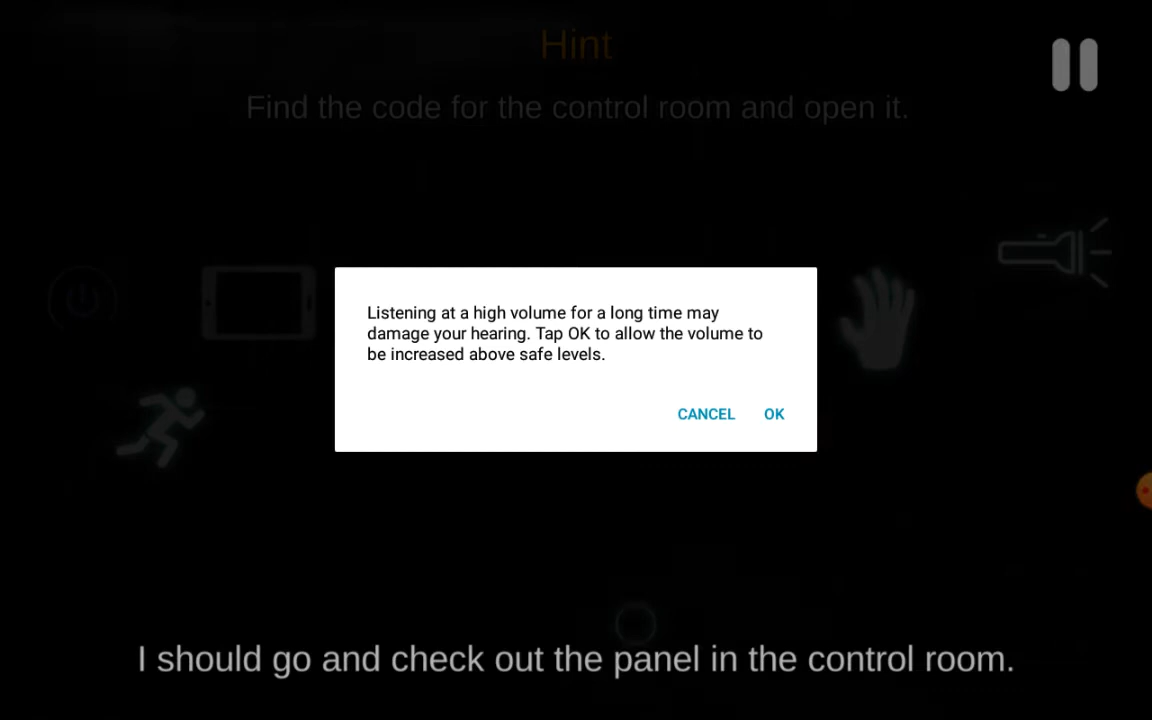 Hint
Find the code for the control room and open it.
Listening at a high volume for a long time may
damage your hearing. Tap OK to allow the volume to
be increased above safe levels.
CANCEL OK
I should go and check out the panel in the control room.